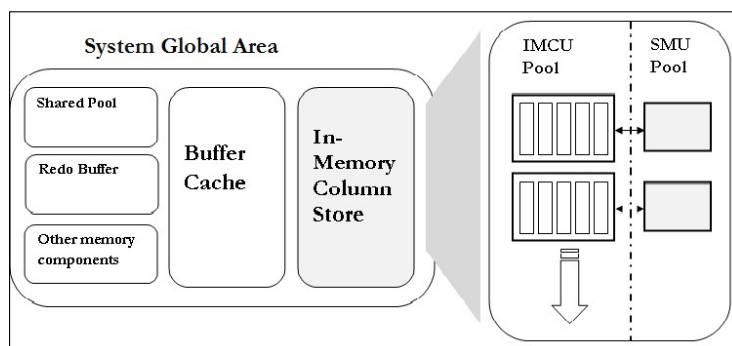 System Global Area
Shared Pool
Redo Buffer
Other memory
components
Buffer
Cache
In-
Memory
Column
Store
IMCU
Pool
SMU
Pool